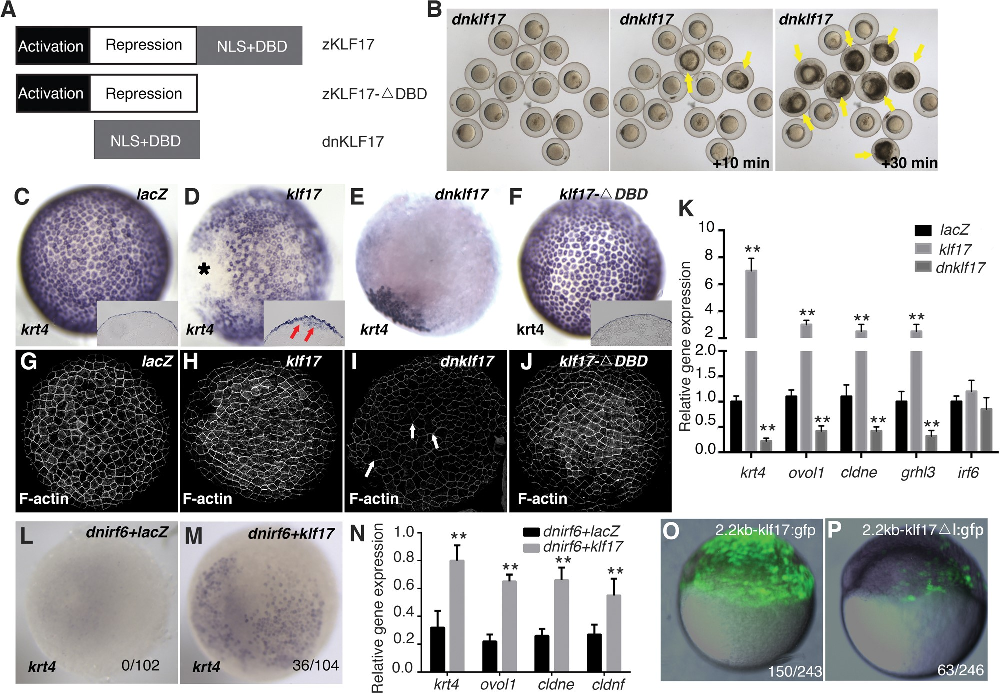 A
Activation Repression NLS+DBD zKLF17
Activation Repression zKLF17-△DBD
NLS+DBD dnKLF17
B
dnklf17
dnklf17
+10 min
dnklf17
+30 min
C
lacZ
krt4
D
klf17
*
krt4
E
dnklf17
krt4
F
klf17-△DBD
krt4
G
lacZ
F-actin
H
klf17
F-actin
I
dnklf17
F-actin
J
klf17-△DBD
F-actin
K
Relative gene expression
10
8
6
4
2
2.0
1.5
1.0
0.5
0.0
lacZ
klf17
dnklf17
**
**
**
**
**
**
**
**
krt4 ovol1 cldne grhl3 irf6
L
dnirf6+lacZ
krt4 0/102
M
dnirf6+klf17
krt4 36/104
N
Relative gene expression
1.0
0.8
0.6
0.4
0.2
0.0
dnirf6+lacZ
dnirf6+klf17
**
**
**
**
krt4 ovol1 cldne cldnf
O
2.2kb-klf17:gfp
150/243
P
2.2kb-klf17△I:gfp
63/246